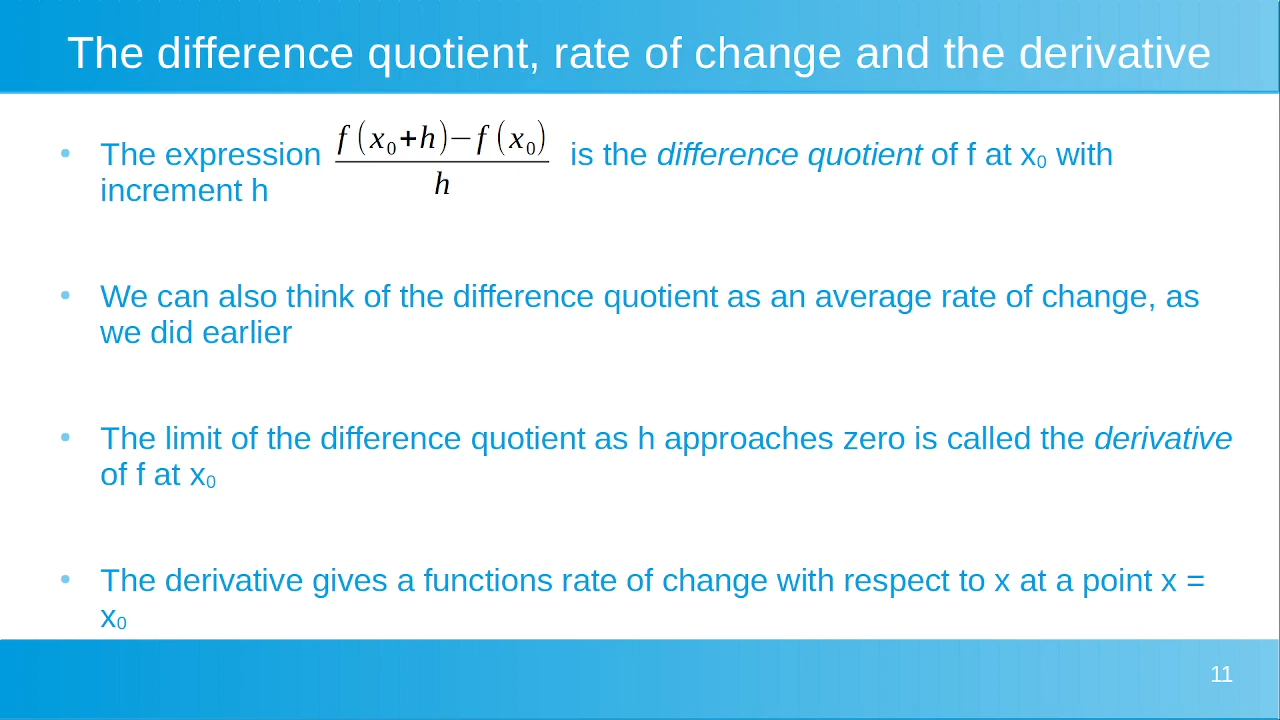 The difference quotient, rate of change and the derivative
• The expression f(x₀+h)−f(x₀) / h is the difference quotient of f at x₀ with
increment h
• We can also think of the difference quotient as an average rate of change, as
we did earlier
• The limit of the difference quotient as h approaches zero is called the derivative
of f at x₀
• The derivative gives a functions rate of change with respect to x at a point x =
x₀
11